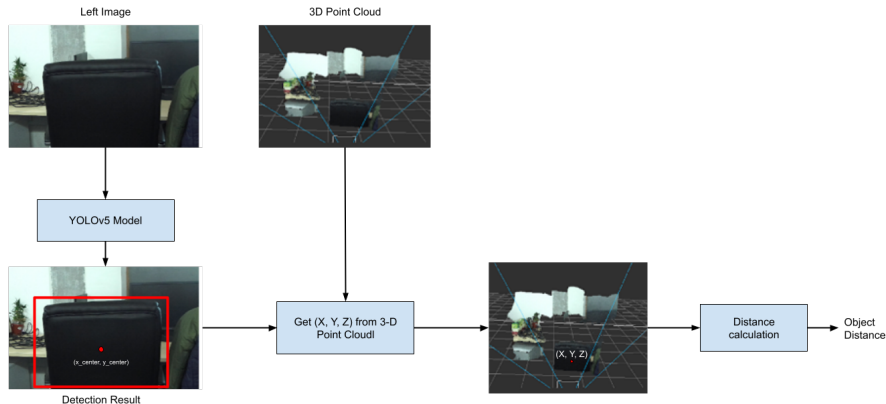 Left Image
3D Point Cloud
YOLOv5 Model
(x_center, y_center)
Detection Result
Get (X, Y, Z) from 3-D
Point Cloudl
(X, Y, Z)
Distance
calculation
Object
Distance